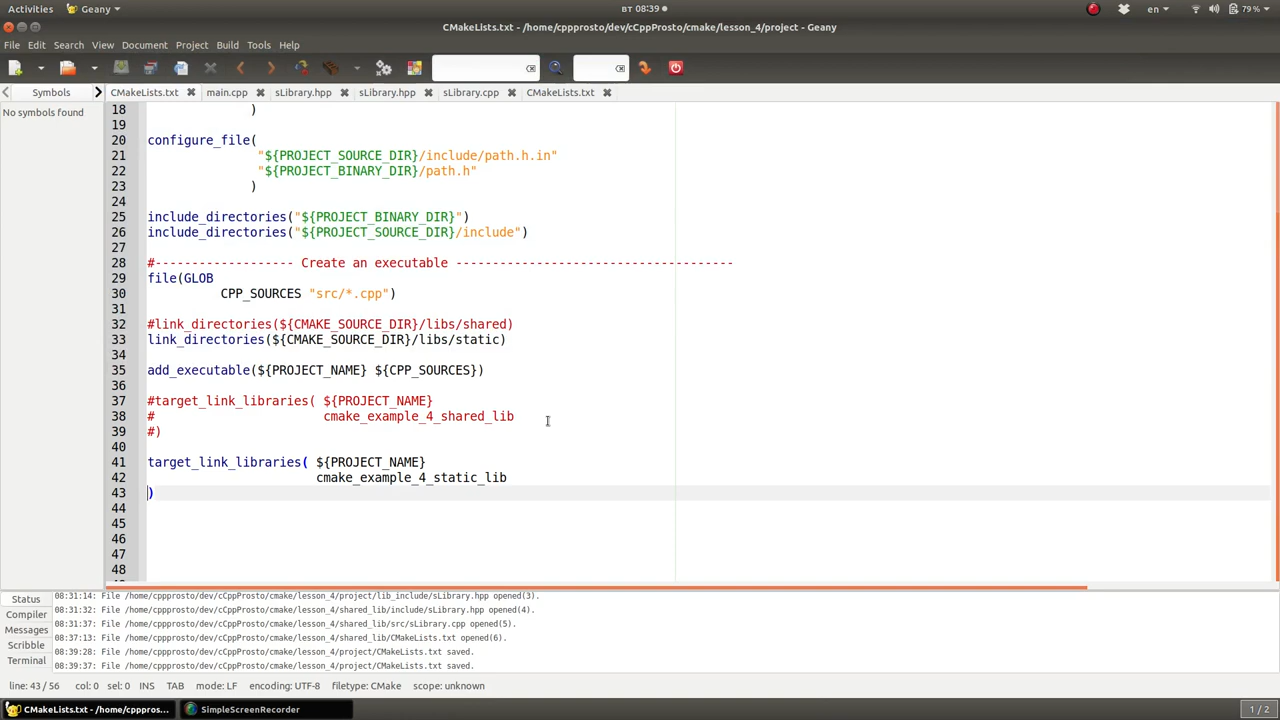 Activities Geany вт 08:39 en 79 %
CMakeLists.txt - /home/cppprosto/dev/cCppProsto/cmake/lesson_4/project - Geany
File Edit Search View Document Project Build Tools Help
Symbols CMakeLists.txt main.cpp sLibrary.hpp sLibrary.hpp sLibrary.cpp CMakeLists.txt
No symbols found
18 )
19
20 configure_file(
21 "${PROJECT_SOURCE_DIR}/include/path.h.in"
22 "${PROJECT_BINARY_DIR}/path.h"
23 )
24
25 include_directories("${PROJECT_BINARY_DIR}")
26 include_directories("${PROJECT_SOURCE_DIR}/include")
27
28 #------------------- Create an executable --------------------------------------
29 file(GLOB
30 CPP_SOURCES "src/*.cpp")
31
32 #link_directories(${CMAKE_SOURCE_DIR}/libs/shared)
33 link_directories(${CMAKE_SOURCE_DIR}/libs/static)
34
35 add_executable(${PROJECT_NAME} ${CPP_SOURCES})
36
37 #target_link_libraries( ${PROJECT_NAME}
38 # cmake_example_4_shared_lib
39 #)
40
41 target_link_libraries( ${PROJECT_NAME}
42 cmake_example_4_static_lib
43 )
44
45
46
47
48
Status
Compiler
Messages
Scribble
Terminal
08:31:14: File /home/cppprosto/dev/cCppProsto/cmake/lesson_4/project/lib_include/sLibrary.hpp opened(3).
08:31:32: File /home/cppprosto/dev/cCppProsto/cmake/lesson_4/shared_lib/include/sLibrary.hpp opened(4).
08:31:37: File /home/cppprosto/dev/cCppProsto/cmake/lesson_4/shared_lib/src/sLibrary.cpp opened(5).
08:37:13: File /home/cppprosto/dev/cCppProsto/cmake/lesson_4/shared_lib/CMakeLists.txt opened(6).
08:39:28: File /home/cppprosto/dev/cCppProsto/cmake/lesson_4/project/CMakeLists.txt saved.
08:39:37: File /home/cppprosto/dev/cCppProsto/cmake/lesson_4/project/CMakeLists.txt saved.
line: 43 / 56 col: 0 sel: 0 INS TAB mode: LF encoding: UTF-8 filetype: CMake scope: unknown
CMakeLists.txt - /home/cpppros... SimpleScreenRecorder 1 / 2